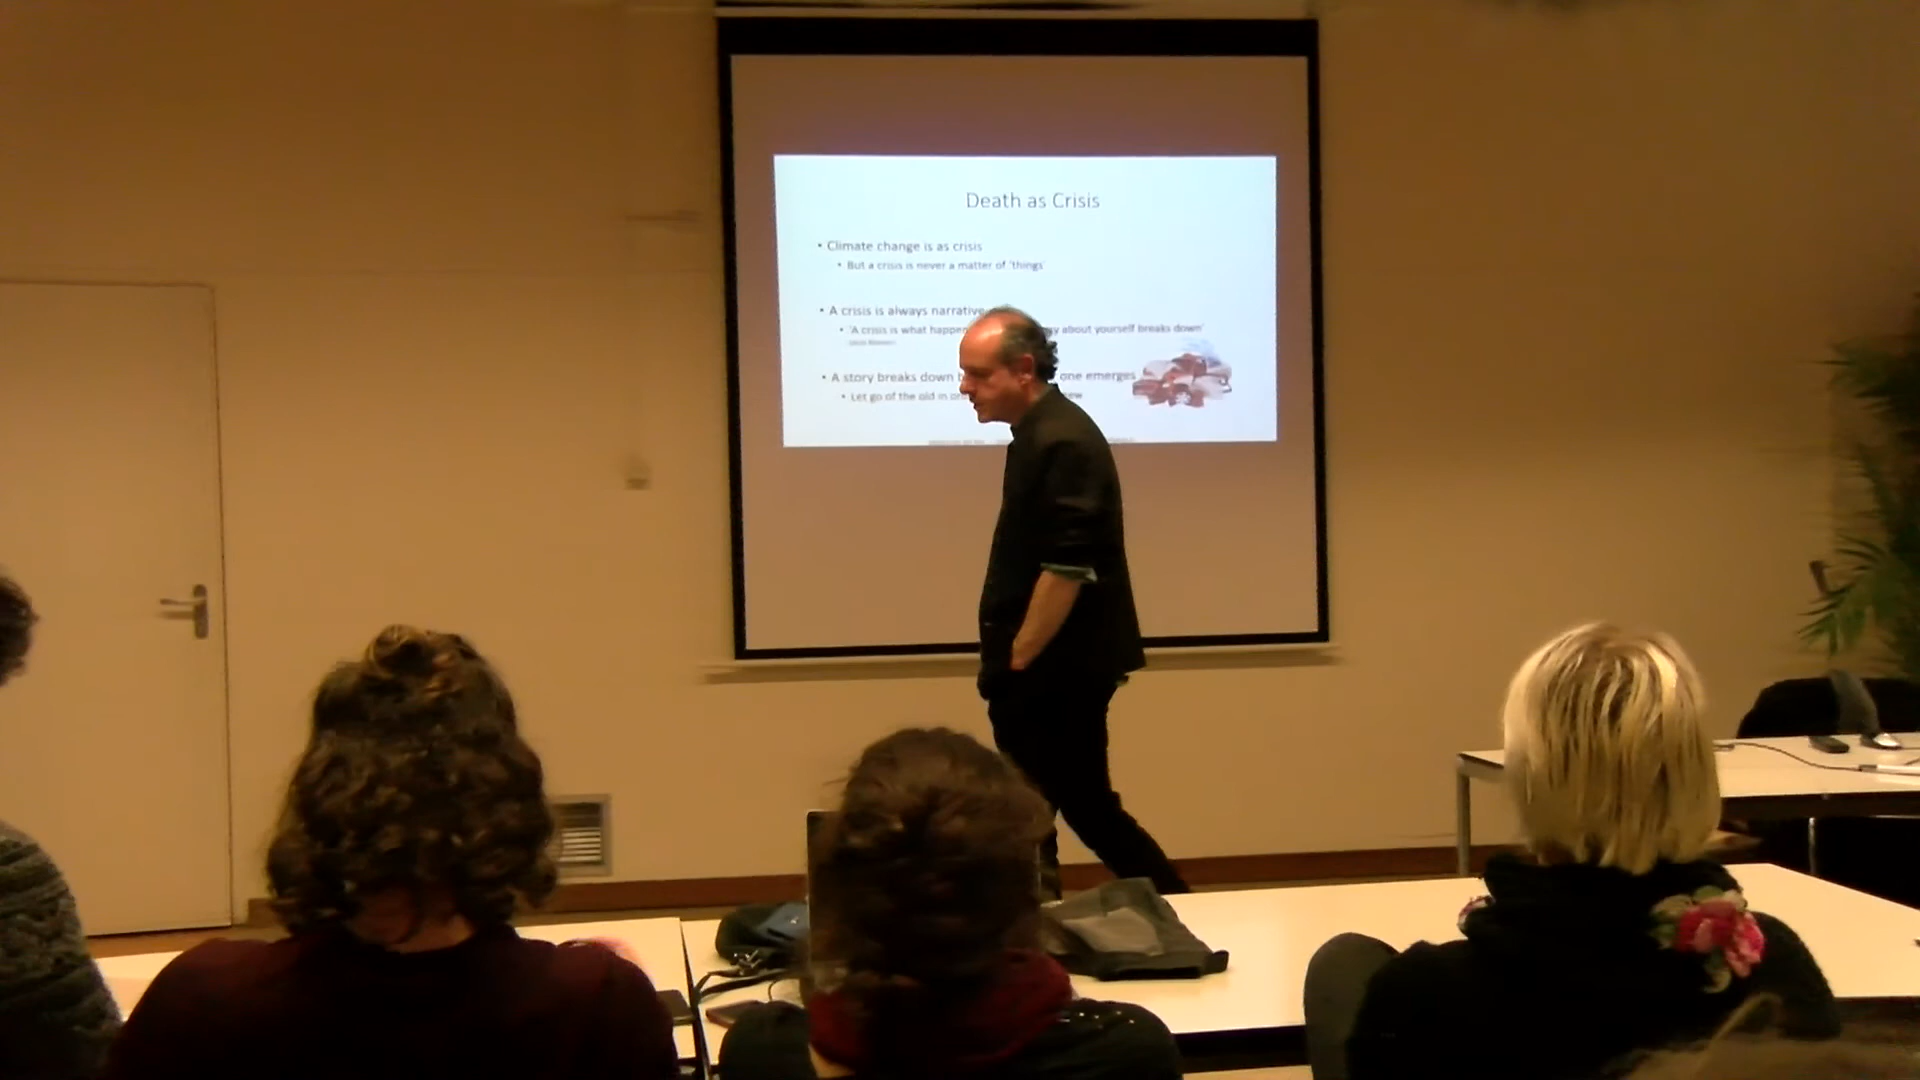 Death as Crisis
• Climate change is as crisis
• But a crisis is never a matter of 'things'
• A crisis is always narrative
• 'A crisis is what happen about yourself breaks down'
• A story breaks down b one emerges
• Let go of the old in